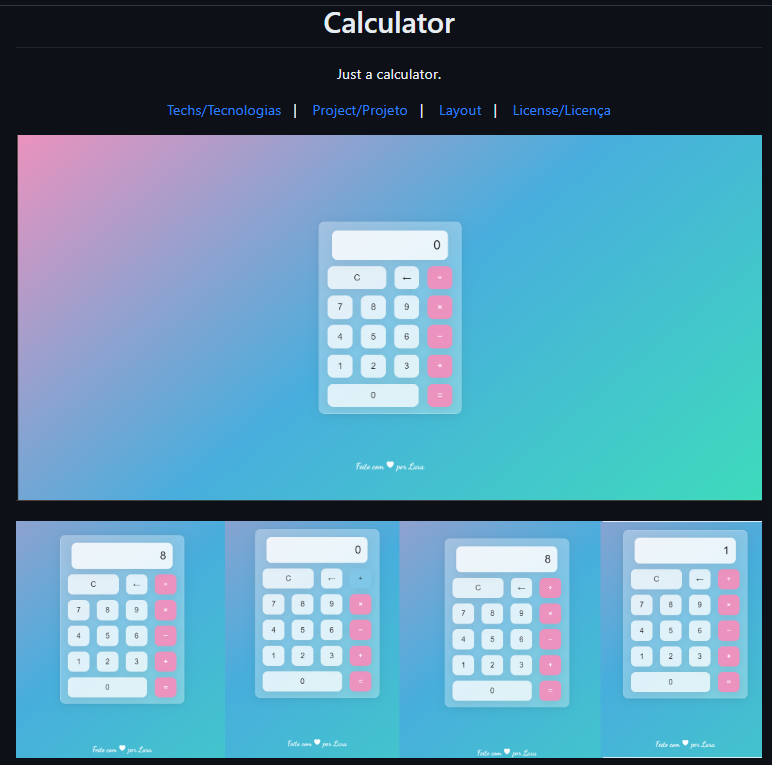 Calculator
Just a calculator.
Techs/Tecnologias | Project/Projeto | Layout | License/Licença
0
C ← +
7 8 9 ×
4 5 6 −
1 2 3 +
0 =
Feito com ♥ por Lara
8
C ← +
7 8 9 ×
4 5 6 −
1 2 3 +
0 =
Feito com ♥ por Lara
0
C ← +
7 8 9 ×
4 5 6 −
1 2 3 +
0 =
Feito com ♥ por Lara
8
C ← +
7 8 9 ×
4 5 6 −
1 2 3 +
0 =
Feito com ♥ por Lara
1
C ← +
7 8 9 ×
4 5 6 −
1 2 3 +
0 =
Feito com ♥ por Lara